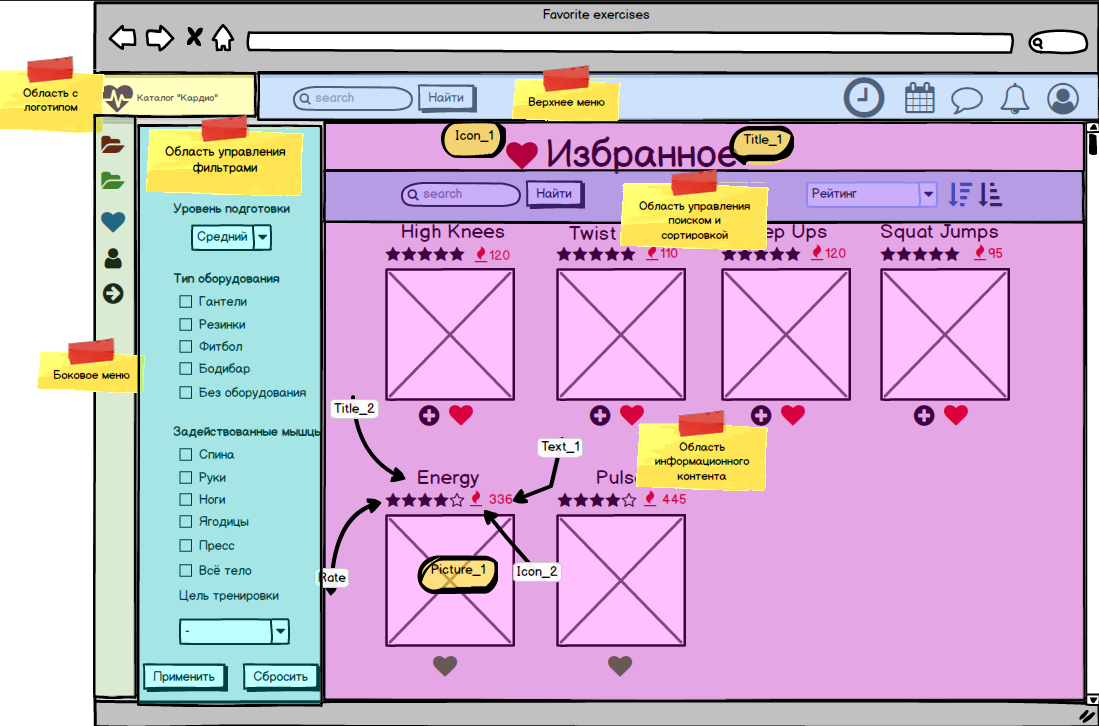 Favorite exercises
Область с
логотипом
Каталог "Кардио"
search
Найти
Верхнее меню
Icon_1
Избранное
Title_1
Область управления
фильтрами
search
Найти
Область управления
поиском и
сортировкой
Рейтинг
Уровень подготовки
Средний
Тип оборудования
Гантели
Резинки
Фитбол
Бодибар
Без оборудования
Задействованные мышцы
Спина
Руки
Ноги
Ягодицы
Пресс
Всё тело
Цель тренировки
-
Применить
Сбросить
Боковое меню
High Knees
120
Twist
110
ep Ups
120
Squat Jumps
95
Title_2
Text_1
Область
информационного
контента
Energy
336
Puls
445
Rate
Picture_1
Icon_2